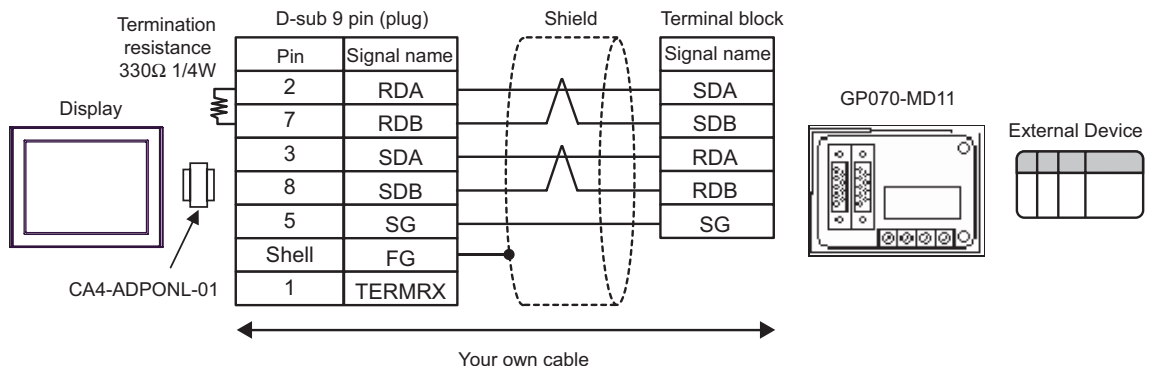 Termination
resistance
330Ω 1/4W
D-sub 9 pin (plug)
Shield
Terminal block
Pin Signal name Signal name
2 RDA SDA
7 RDB SDB
3 SDA RDA
8 SDB RDB
5 SG SG
Shell FG
1 TERMRX
Display
CA4-ADPONL-01
GP070-MD11
External Device
Your own cable